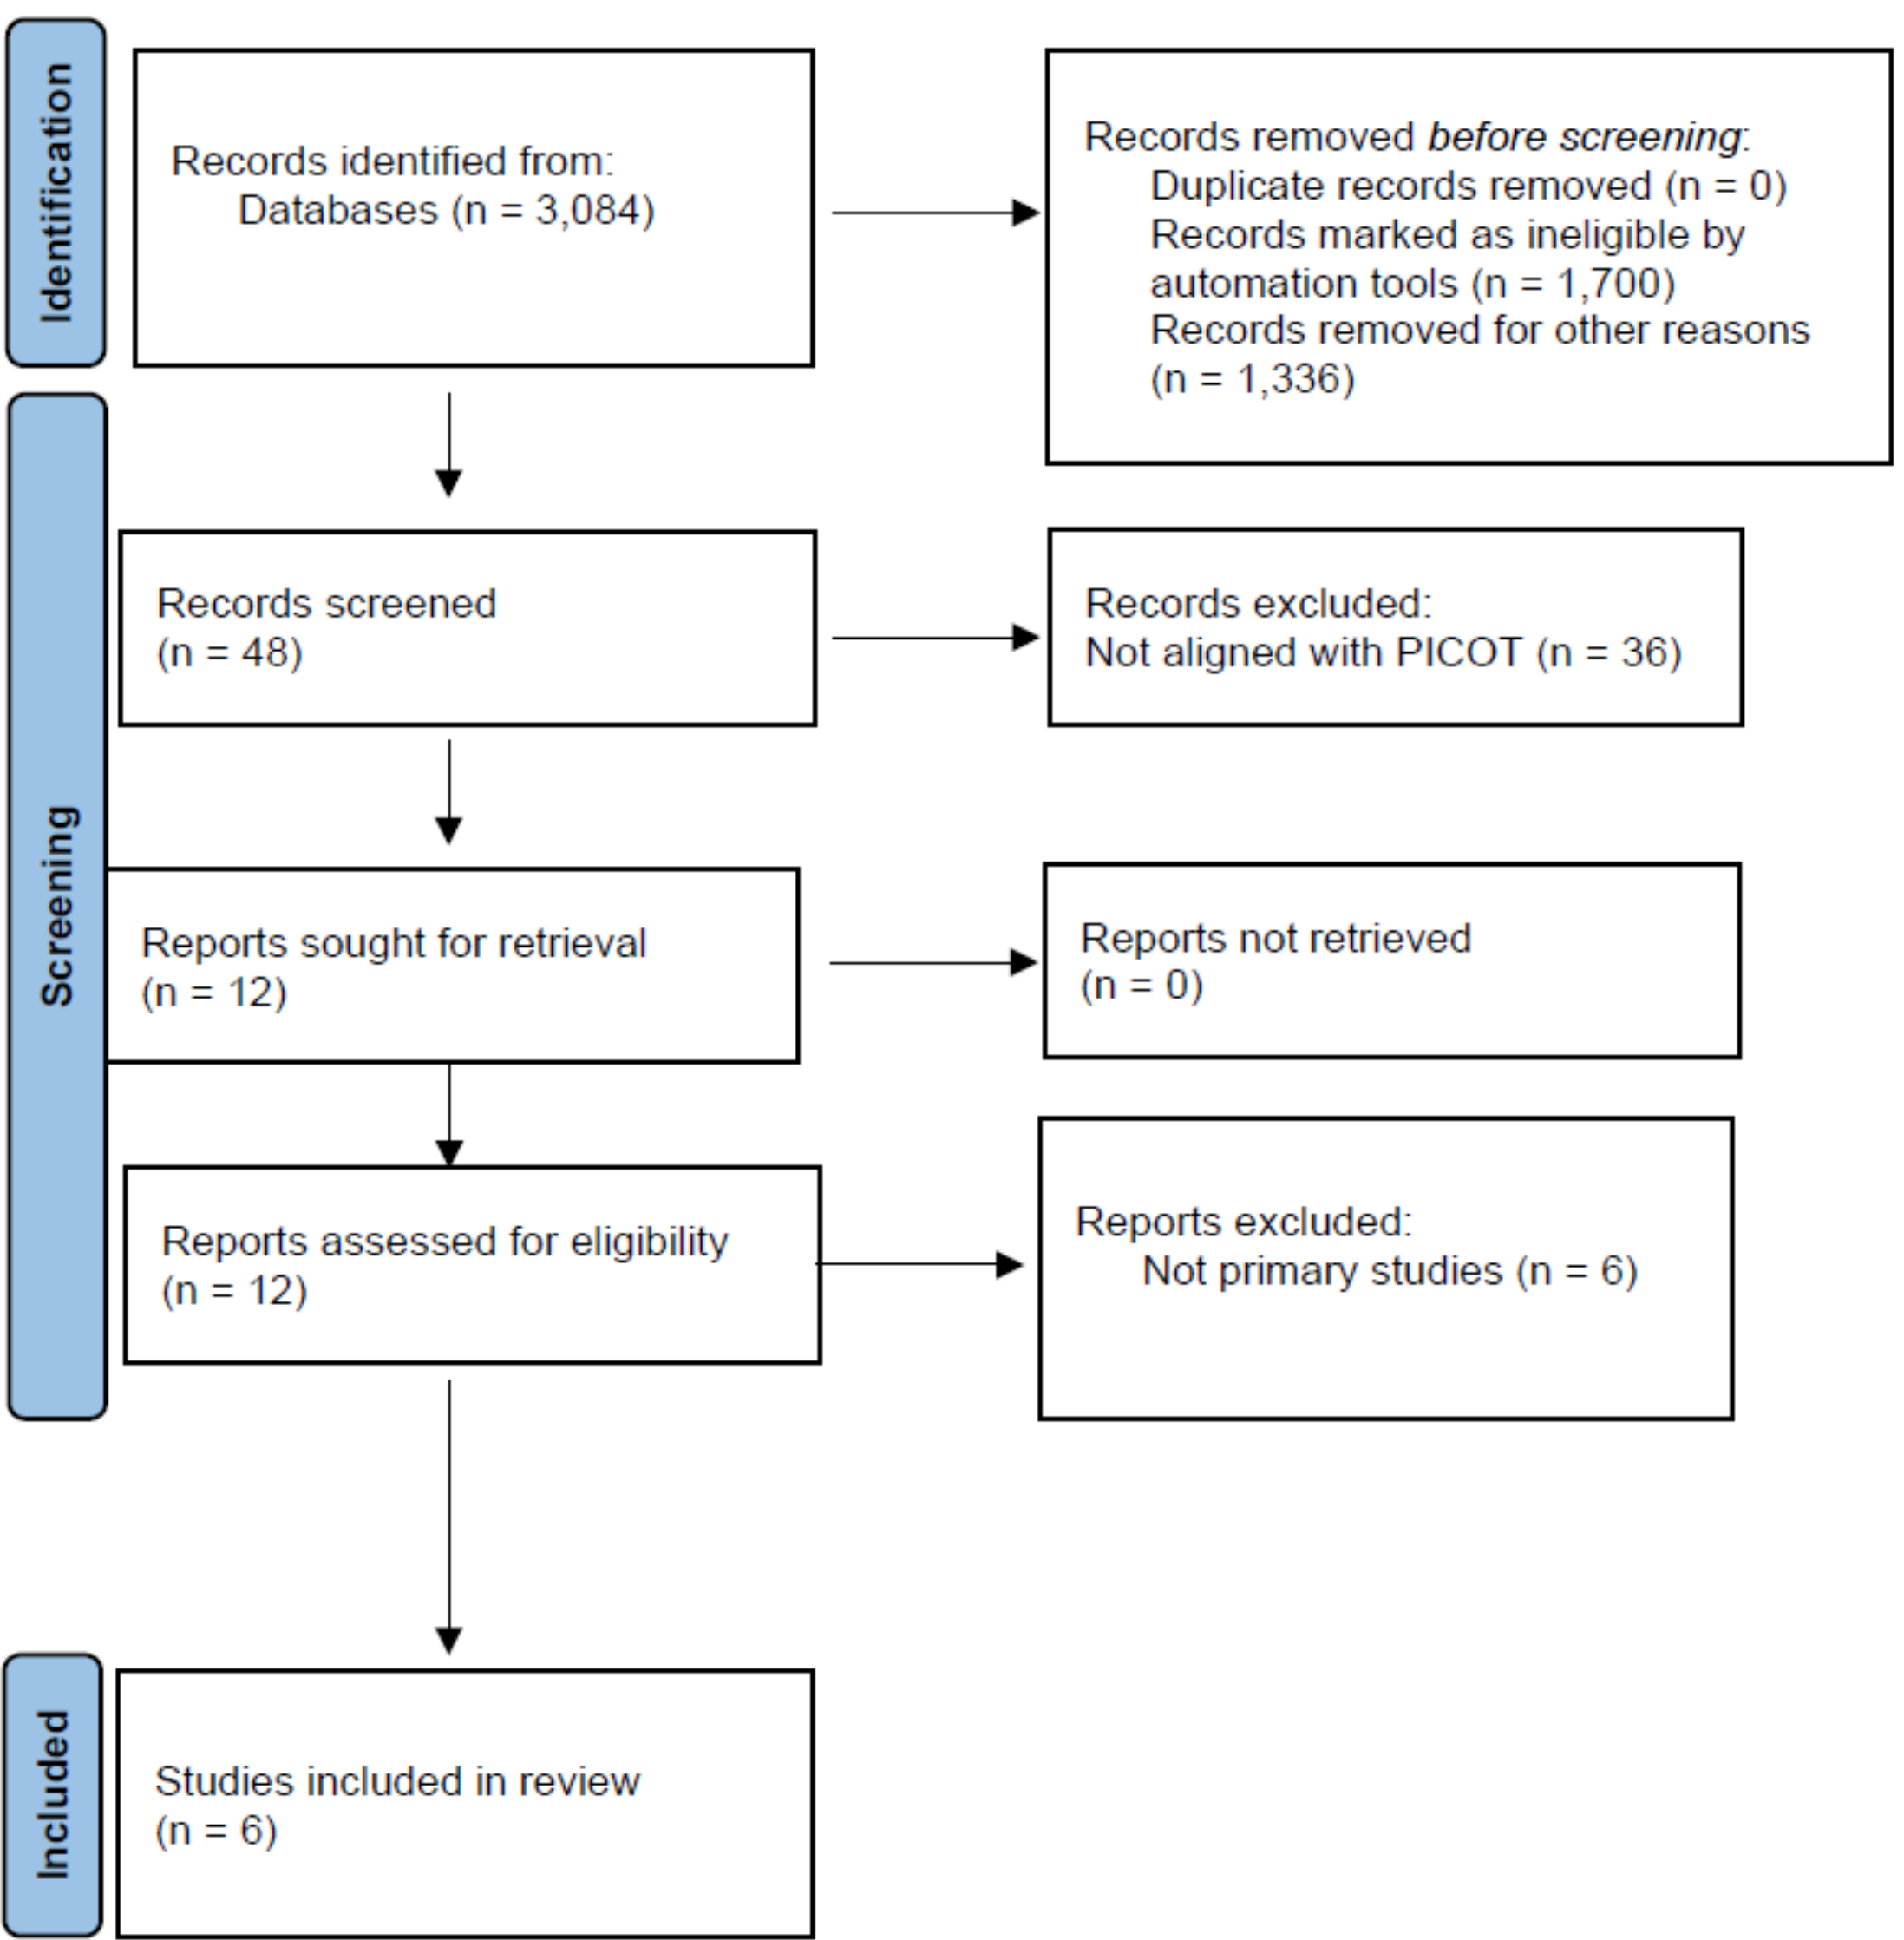 Identification
Records identified from:
Databases (n = 3,084)
Records removed before screening:
Duplicate records removed (n = 0)
Records marked as ineligible by
automation tools (n = 1,700)
Records removed for other reasons
(n = 1,336)
Screening
Records screened
(n = 48)
Records excluded:
Not aligned with PICOT (n = 36)
Reports sought for retrieval
(n = 12)
Reports not retrieved
(n = 0)
Reports assessed for eligibility
(n = 12)
Reports excluded:
Not primary studies (n = 6)
Included
Studies included in review
(n = 6)